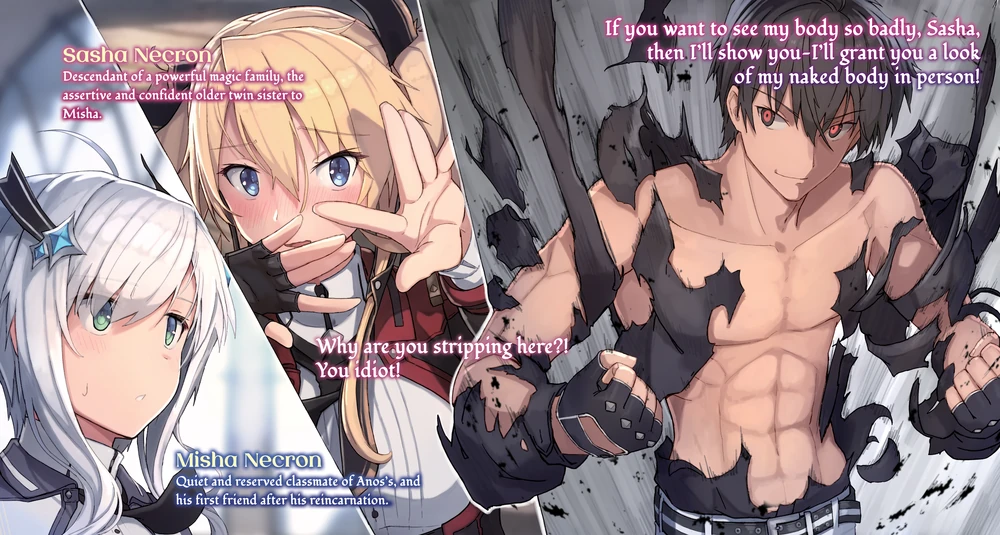 Sasha Necron
Descendant of a powerful magic family, the
assertive and confident older twin sister to
Misha.
If you want to see my body so badly, Sasha,
then I'll show you–I'll grant you a look
of my naked body in person!
Why are you stripping here?!
You idiot!
Misha Necron
Quiet and reserved classmate of Anos's, and
his first friend after his reincarnation.